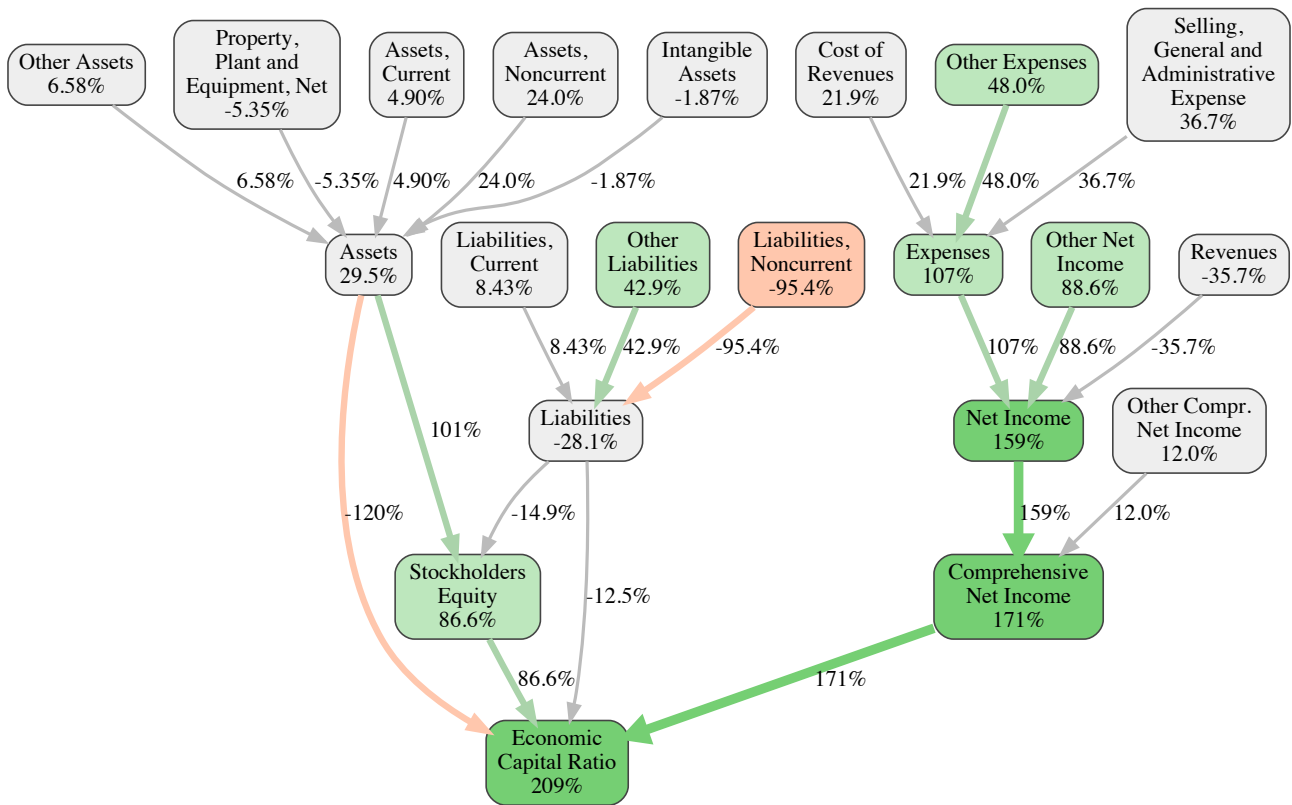 Other Assets
6.58%
Property,
Plant and
Equipment, Net
-5.35%
Assets,
Current
4.90%
Assets,
Noncurrent
24.0%
Intangible
Assets
-1.87%
Cost of
Revenues
21.9%
Other Expenses
48.0%
Selling,
General and
Administrative
Expense
36.7%
6.58%
-5.35%
4.90%
24.0%
-1.87%
21.9%
48.0%
36.7%
Assets
29.5%
Liabilities,
Current
8.43%
Other
Liabilities
42.9%
Liabilities,
Noncurrent
-95.4%
Expenses
107%
Other Net
Income
88.6%
Revenues
-35.7%
8.43%
42.9%
-95.4%
107%
88.6%
-35.7%
101%
Liabilities
-28.1%
Net Income
159%
Other Compr.
Net Income
12.0%
-120%
-14.9%
159%
12.0%
Stockholders
Equity
86.6%
-12.5%
Comprehensive
Net Income
171%
86.6%
171%
Economic
Capital Ratio
209%